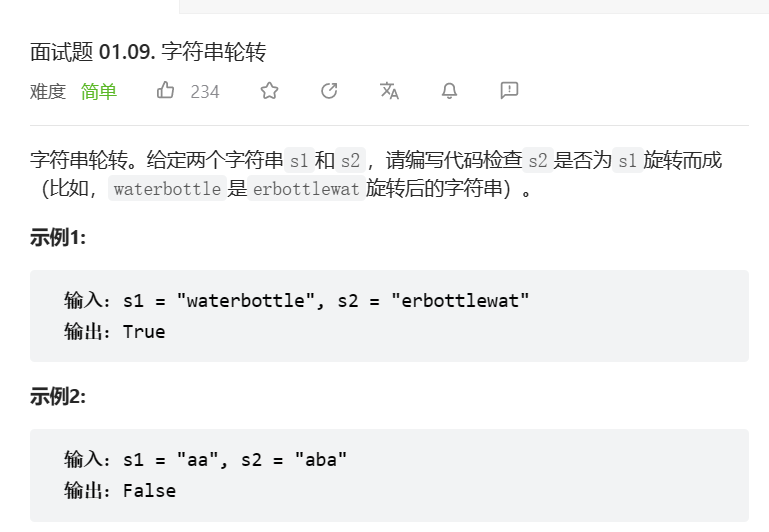 面试题 01.09. 字符串轮转
难度 简单 234
字符串轮转。给定两个字符串s1和s2，请编写代码检查s2是否为s1旋转而成
（比如，waterbottle是erbottlewat旋转后的字符串）。
示例1:
输入：s1 = "waterbottle", s2 = "erbottlewat"
输出：True
示例2:
输入：s1 = "aa", s2 = "aba"
输出：False